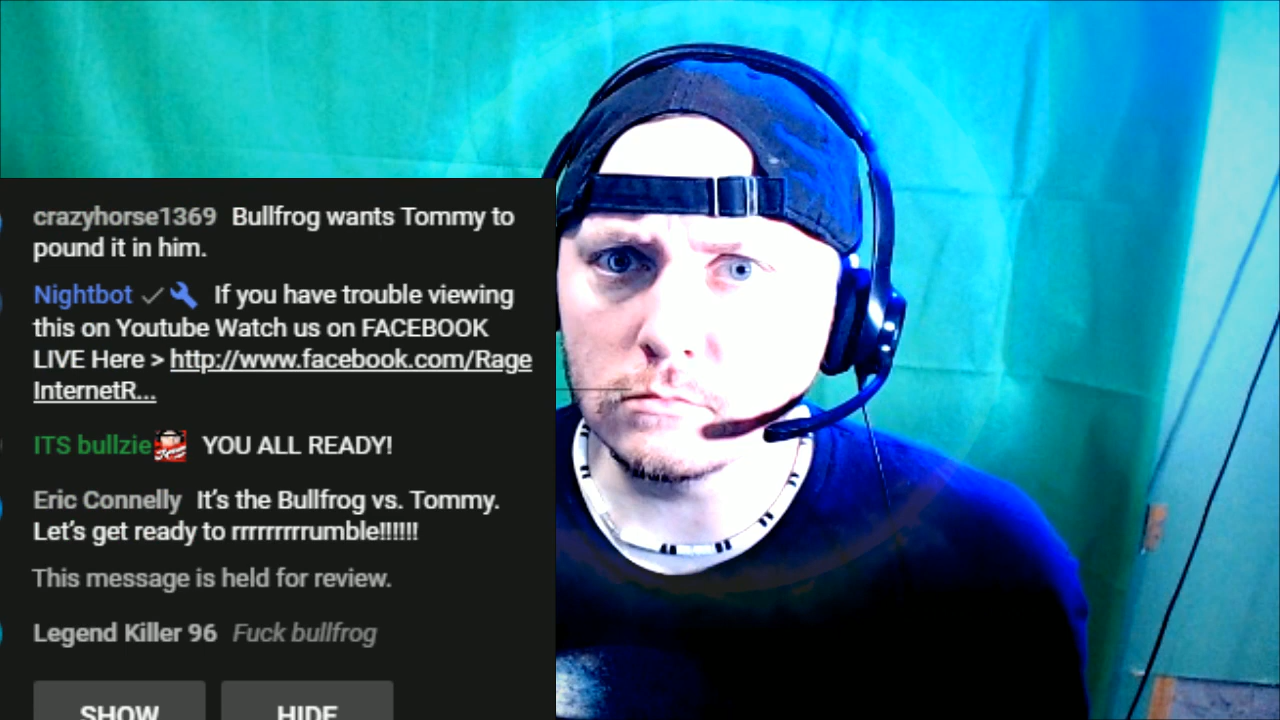 crazyhorse1369 Bullfrog wants Tommy to
pound it in him.
Nightbot If you have trouble viewing
this on Youtube Watch us on FACEBOOK
LIVE Here > http://www.facebook.com/Rage
InternetR...
ITS bullzie YOU ALL READY!
Eric Connelly It's the Bullfrog vs. Tommy.
Let's get ready to rrrrrrrrrumble!!!!!!
This message is held for review.
Legend Killer 96 Fuck bullfrog
SHOW HIDE